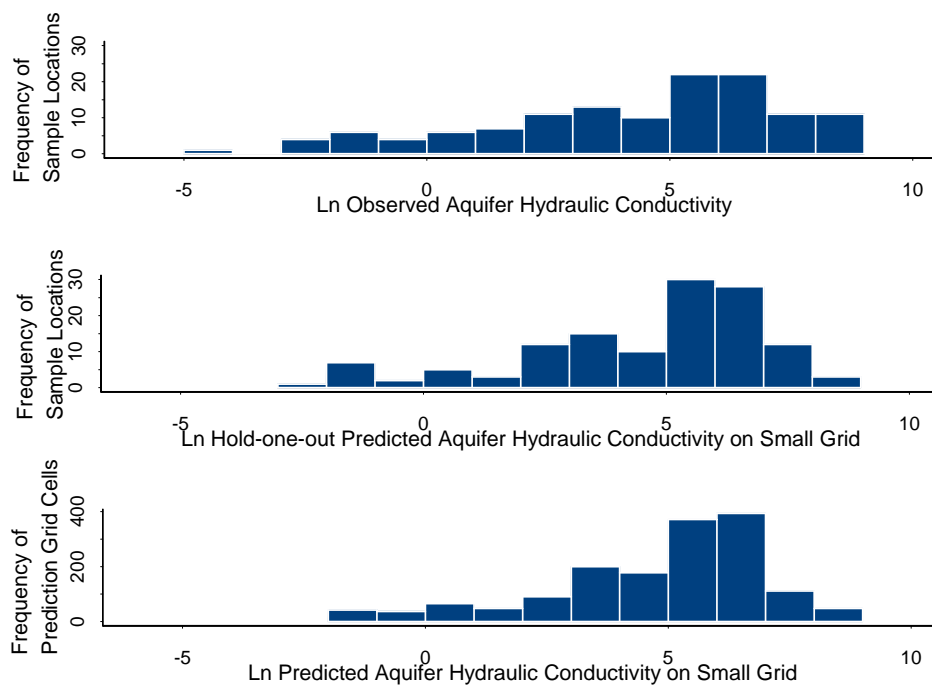 Frequency of
Sample Locations
30
20
10
0
-5 0 5 10
Ln Observed Aquifer Hydraulic Conductivity
Frequency of
Sample Locations
30
20
10
0
-5 0 5 10
Ln Hold-one-out Predicted Aquifer Hydraulic Conductivity on Small Grid
Frequency of
Prediction Grid Cells
400
200
0
-5 0 5 10
Ln Predicted Aquifer Hydraulic Conductivity on Small Grid